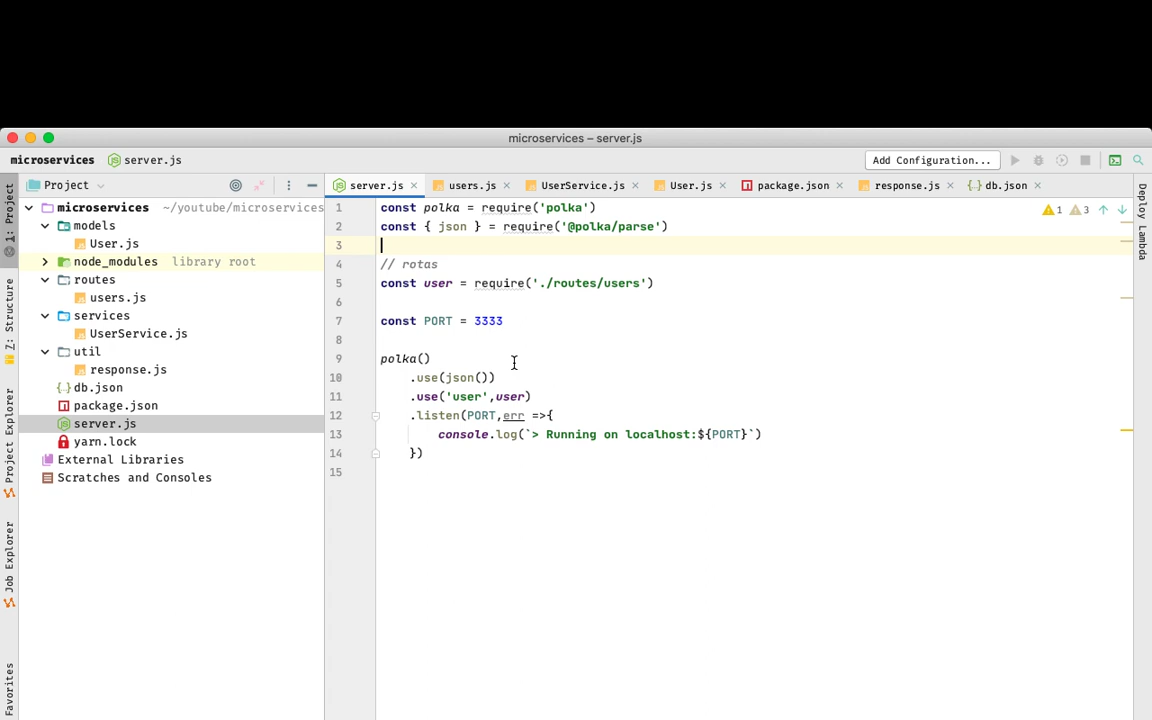 microservices – server.js
microservices server.js
Add Configuration...
Project
server.js users.js UserService.js User.js package.json response.js db.json
microservices ~/youtube/microservices
models
User.js
node_modules library root
routes
users.js
services
UserService.js
util
response.js
db.json
package.json
server.js
yarn.lock
External Libraries
Scratches and Consoles
1 const polka = require('polka')
2 const { json } = require('@polka/parse')
3
4 // rotas
5 const user = require('./routes/users')
6
7 const PORT = 3333
8
9 polka()
10 .use(json())
11 .use('user',user)
12 .listen(PORT,err =>{
13 console.log(`> Running on localhost:${PORT}`)
14 })
15
1 3
1: Project
7: Structure
Project Explorer
Job Explorer
Favorites
Deploy Lambda